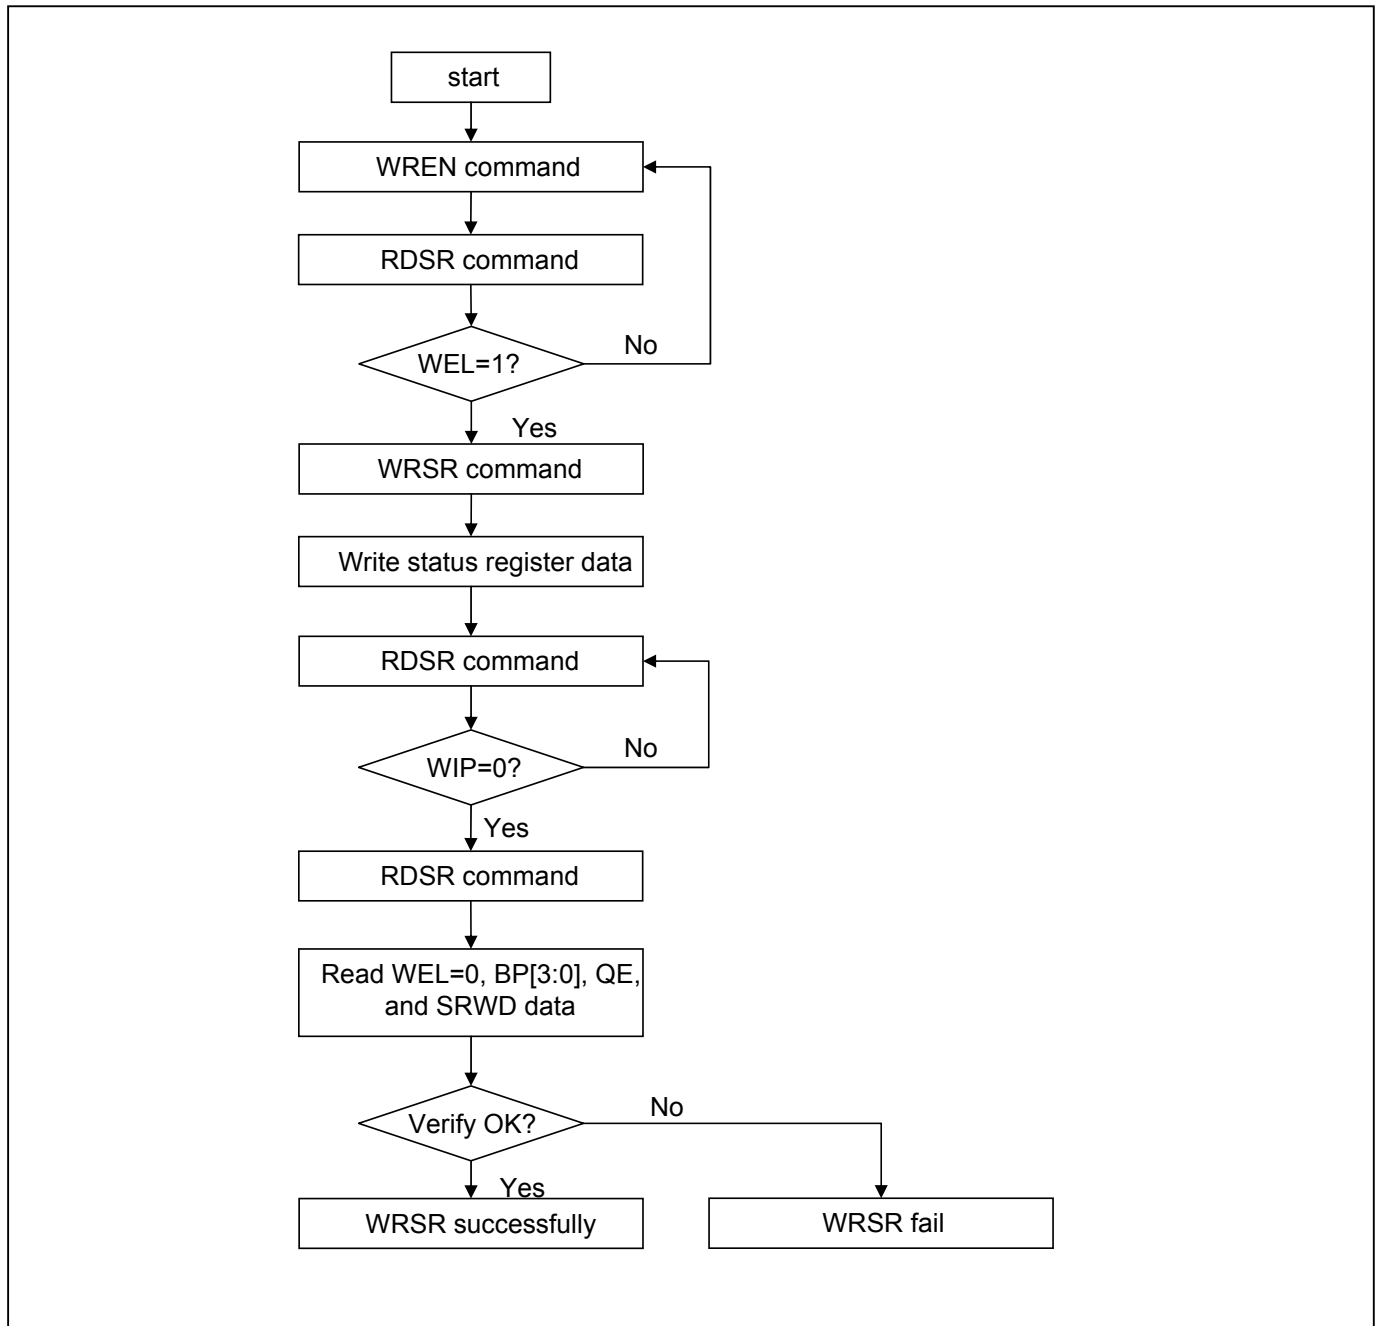 start
WREN command
RDSR command
WEL=1?
No
Yes
WRSR command
Write status register data
RDSR command
WIP=0?
No
Yes
RDSR command
Read WEL=0, BP[3:0], QE,
and SRWD data
Verify OK?
No
Yes
WRSR successfully
WRSR fail